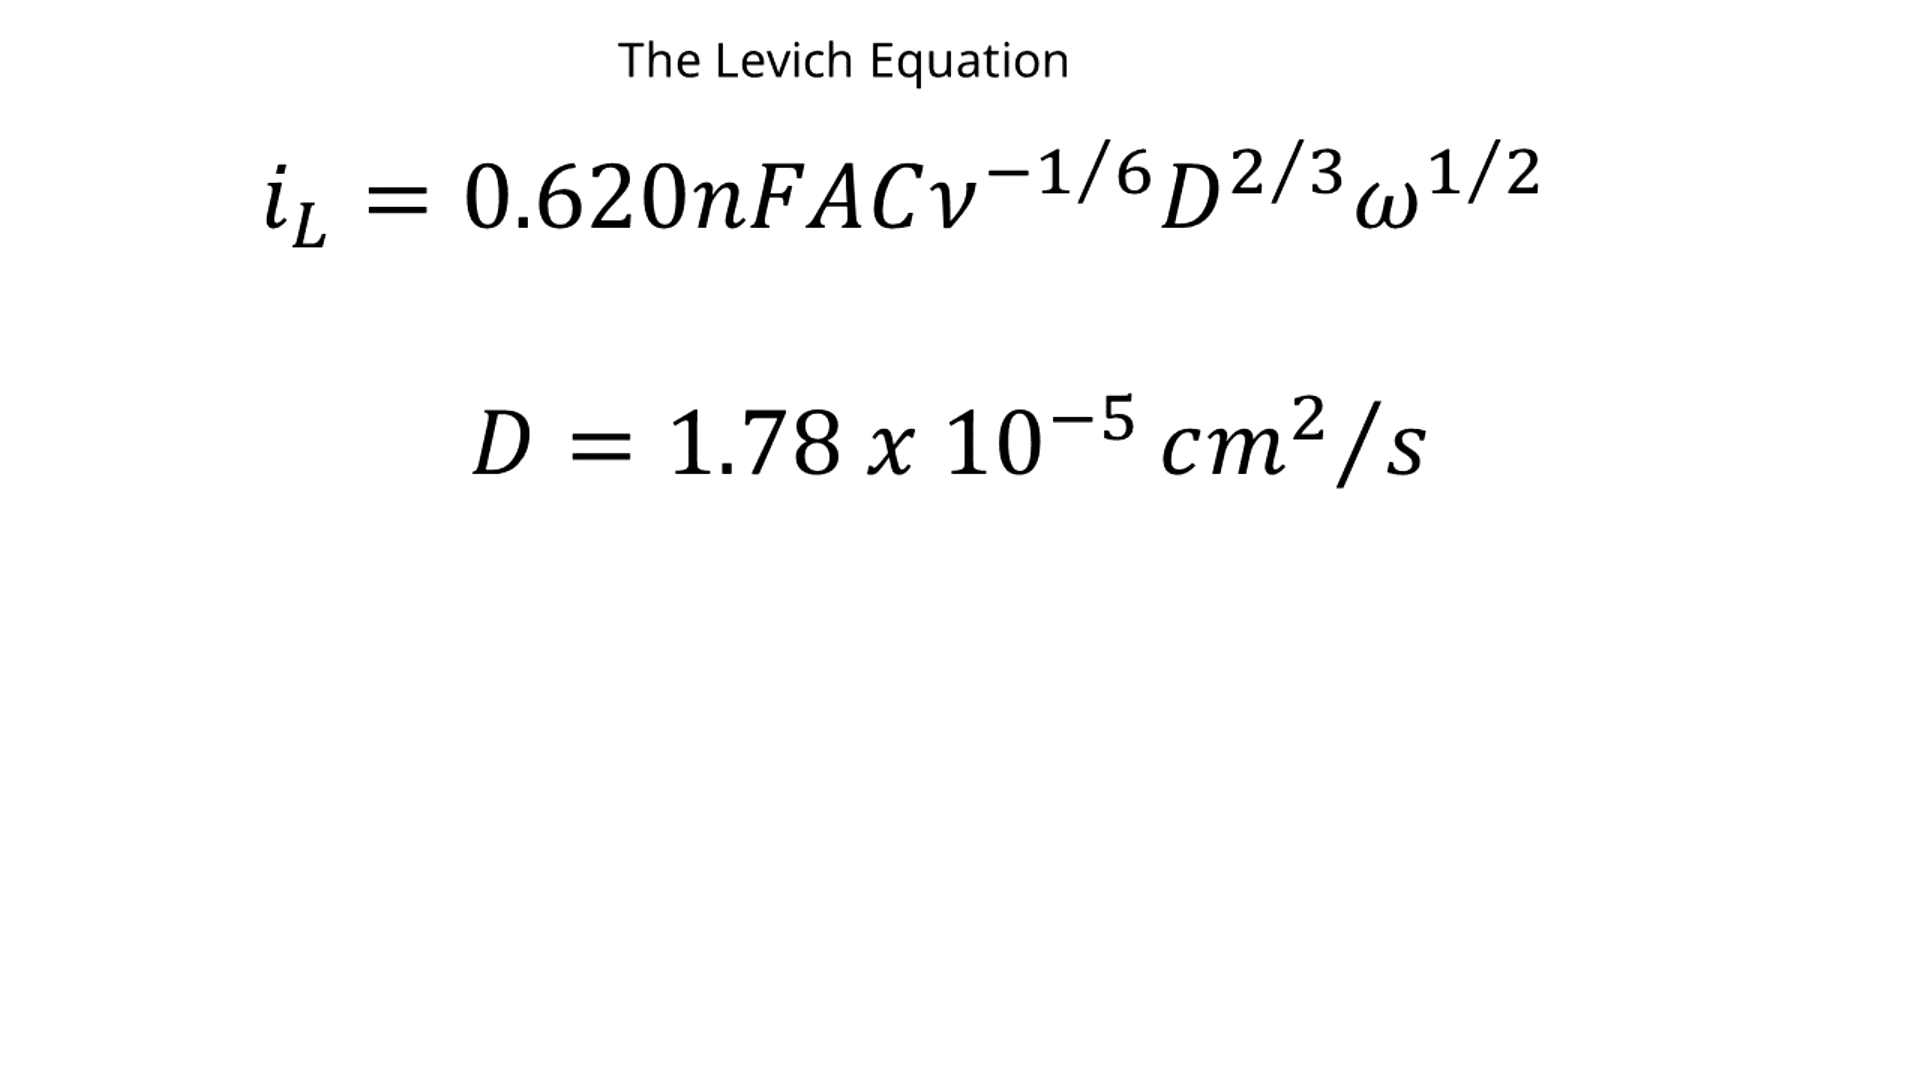 The Levich Equation
i_L = 0.620nFACν^{−1/6}D^{2/3}ω^{1/2}
D = 1.78 x 10^{−5} cm^2/s